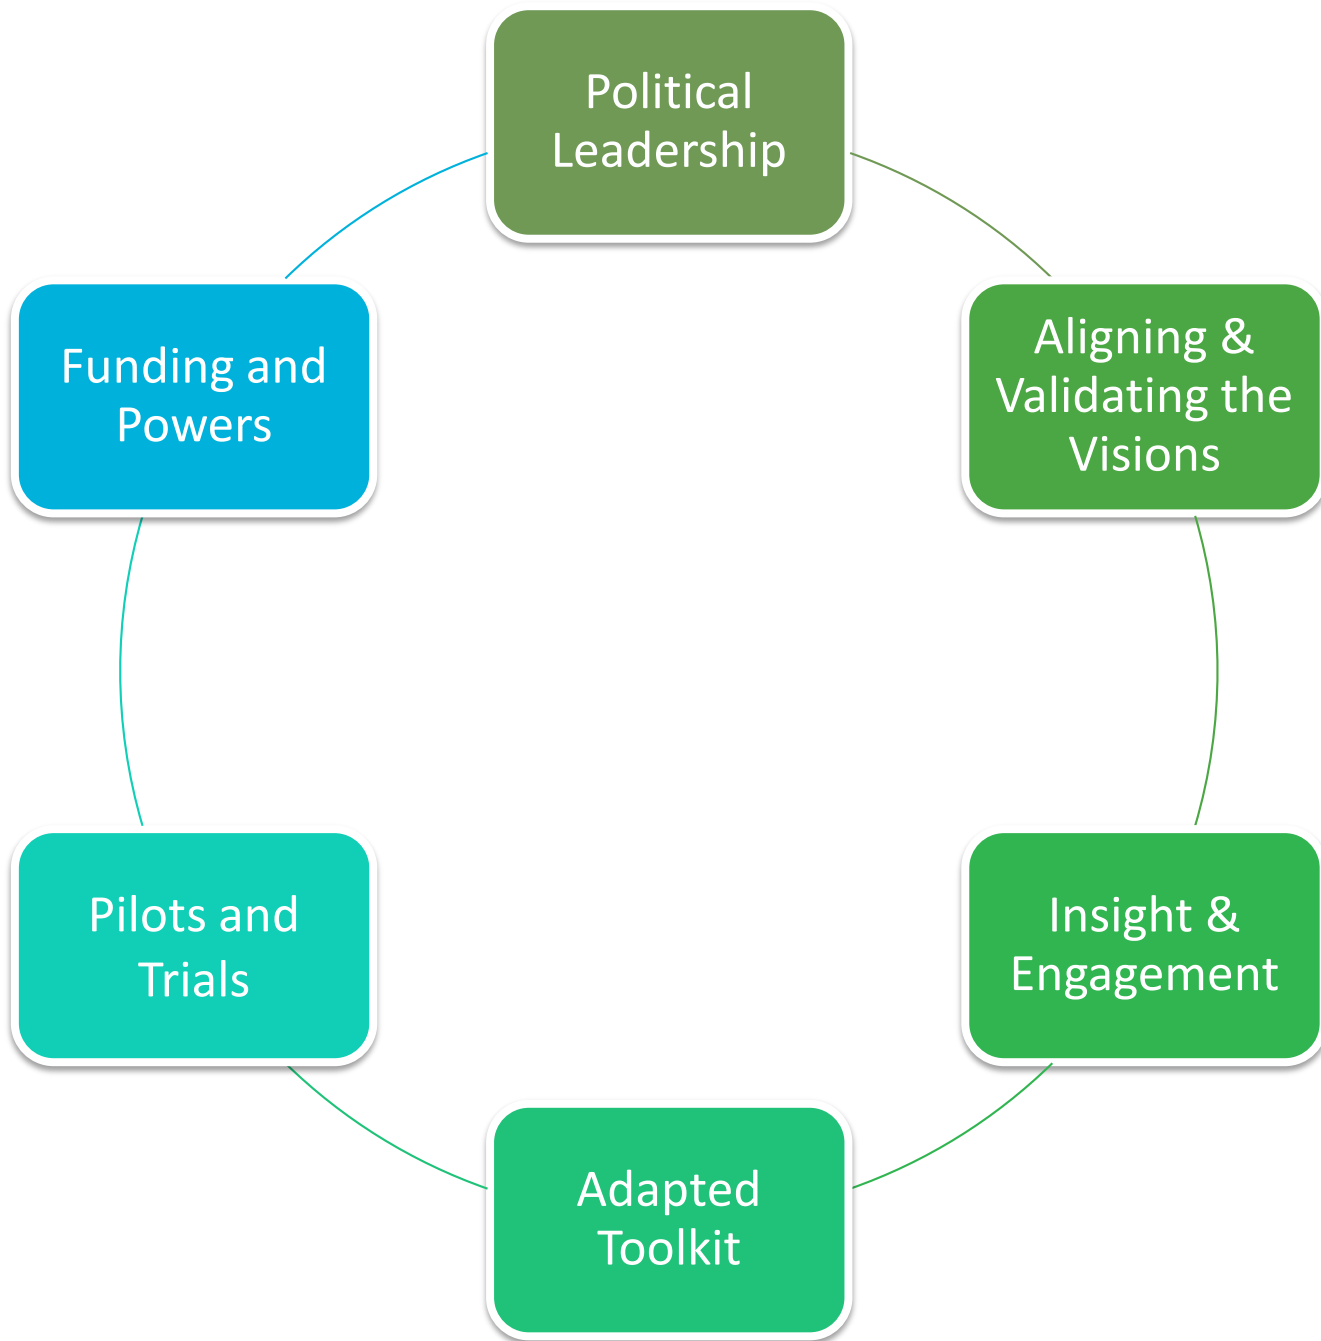 Political
Leadership
Aligning &
Validating the
Visions
Insight &
Engagement
Adapted
Toolkit
Pilots and
Trials
Funding and
Powers